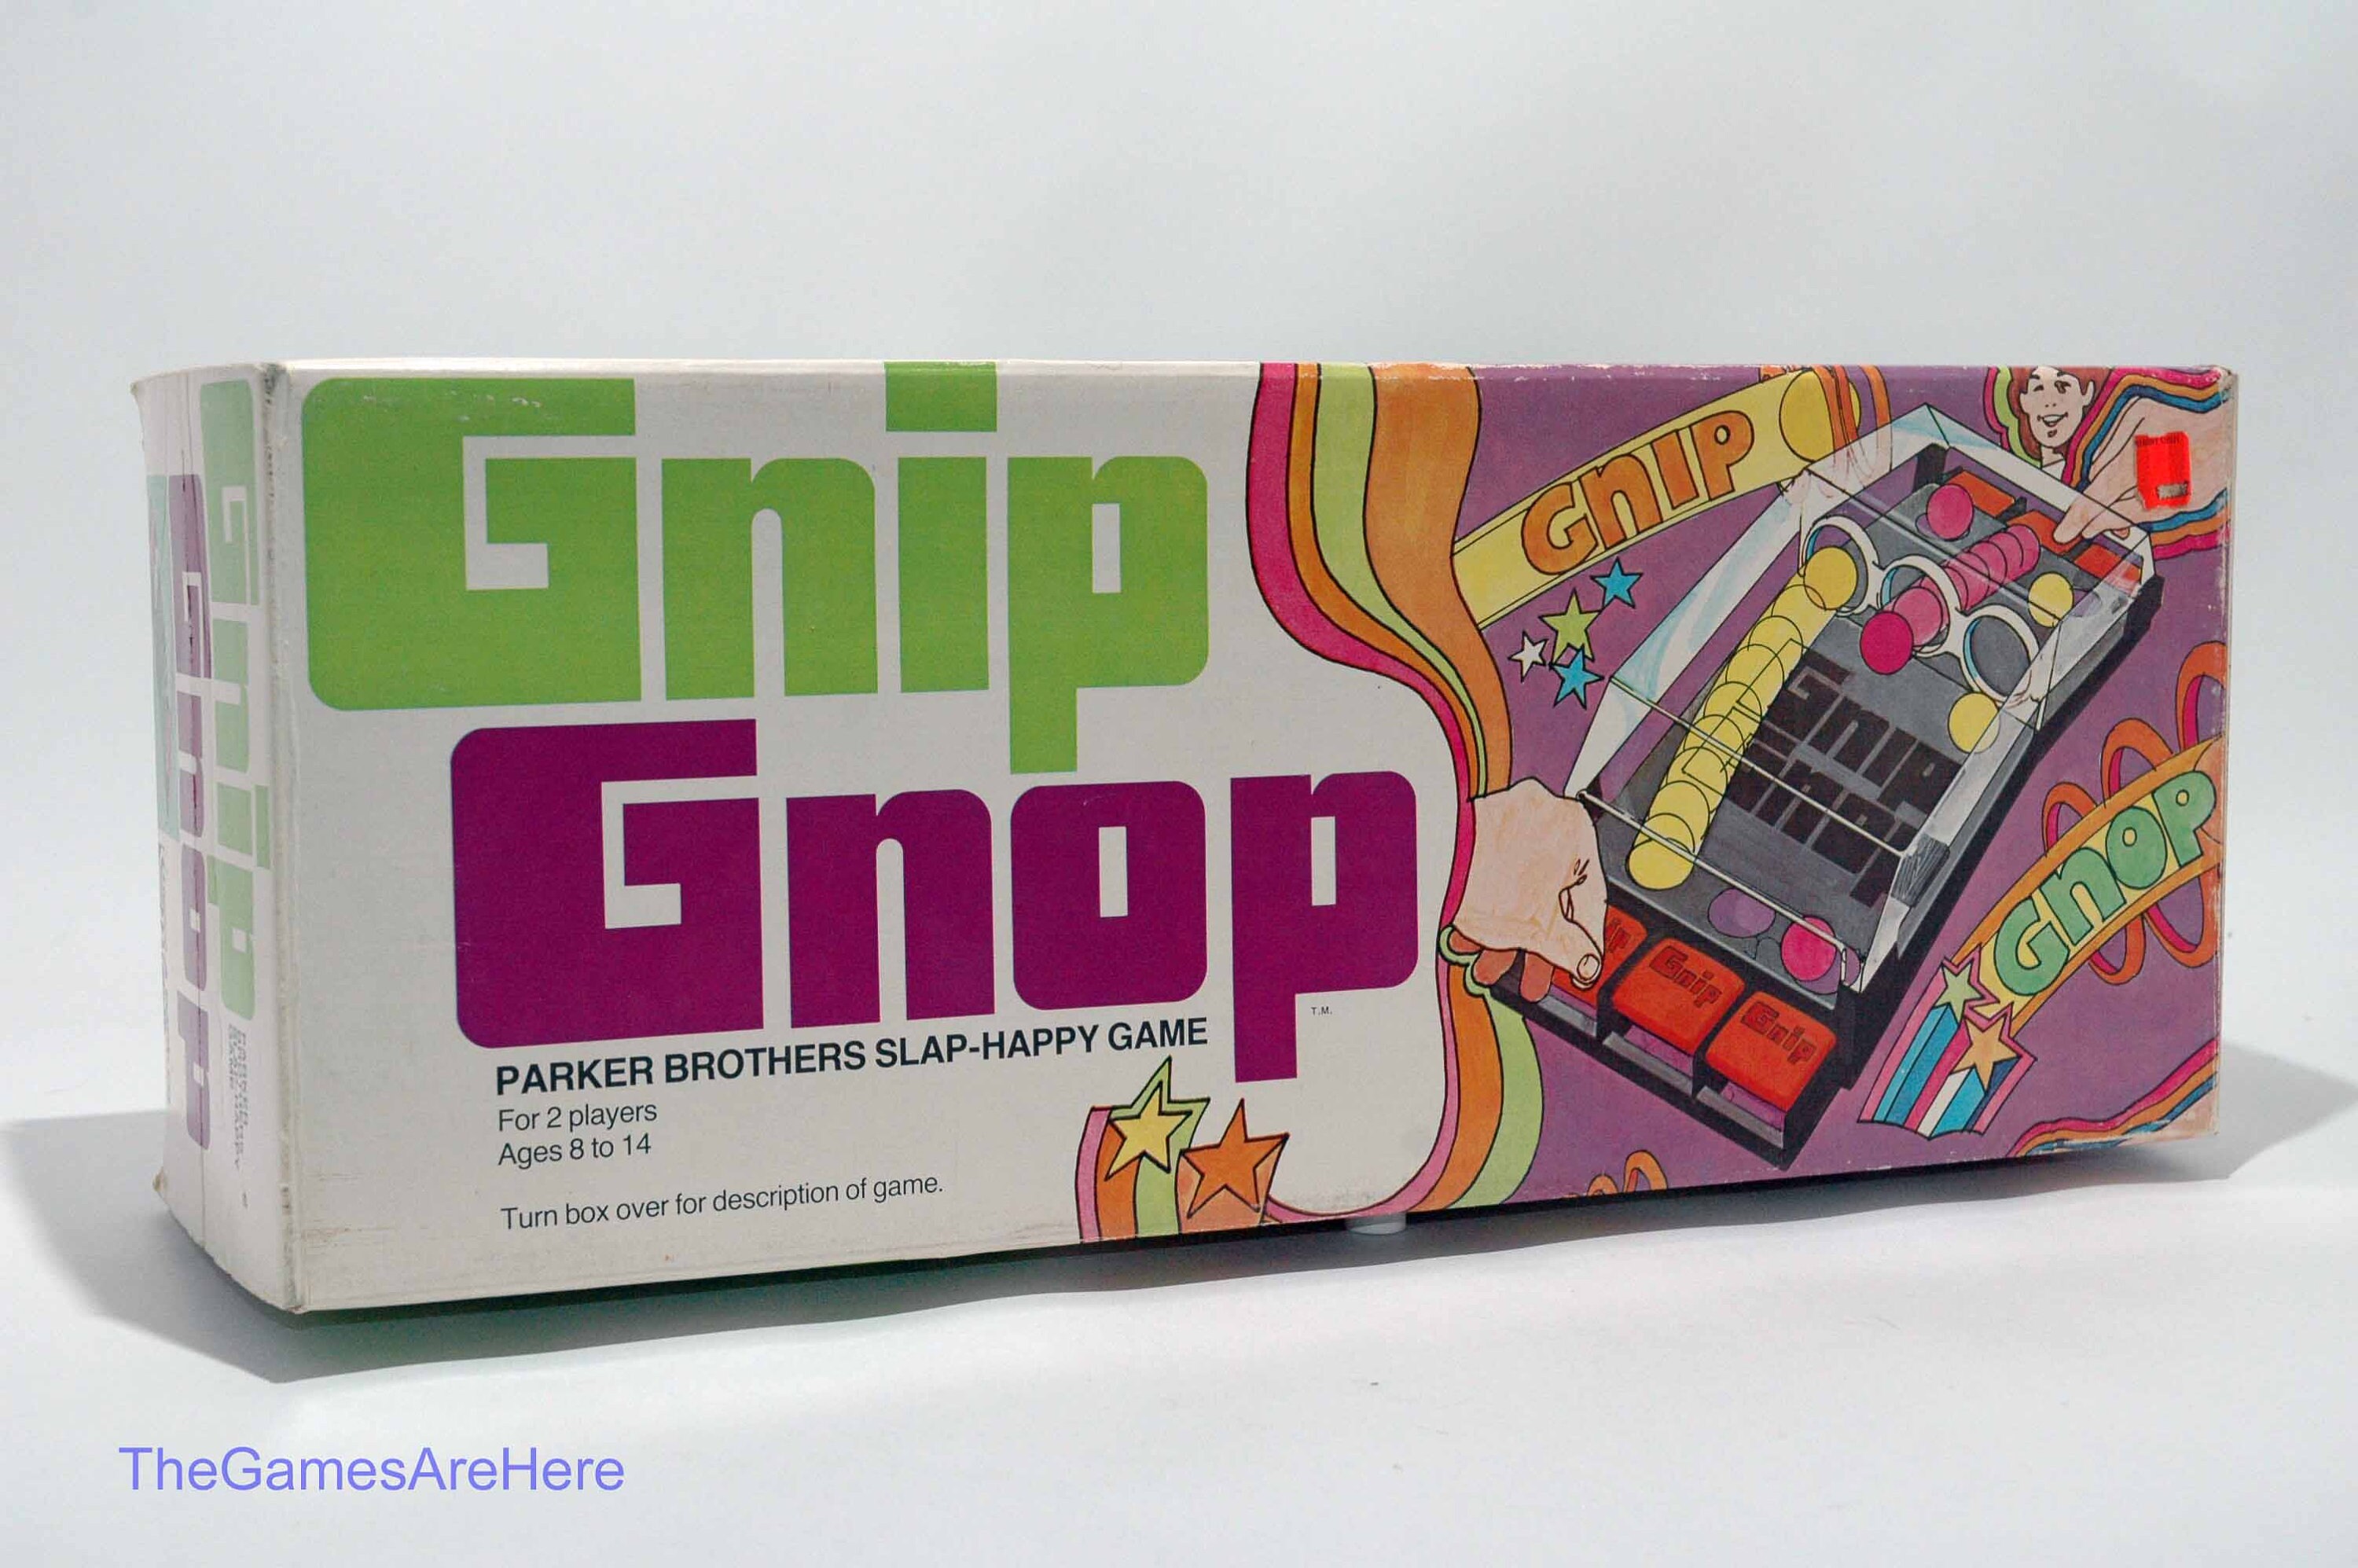 Gnip
Gnop
T.M.
PARKER BROTHERS SLAP-HAPPY GAME
For 2 players
Ages 8 to 14
Turn box over for description of game.
GNIP
Gnip
Gnop
Gnip
Gnip
GNOP
Gnip
Gnop
TheGamesAreHere